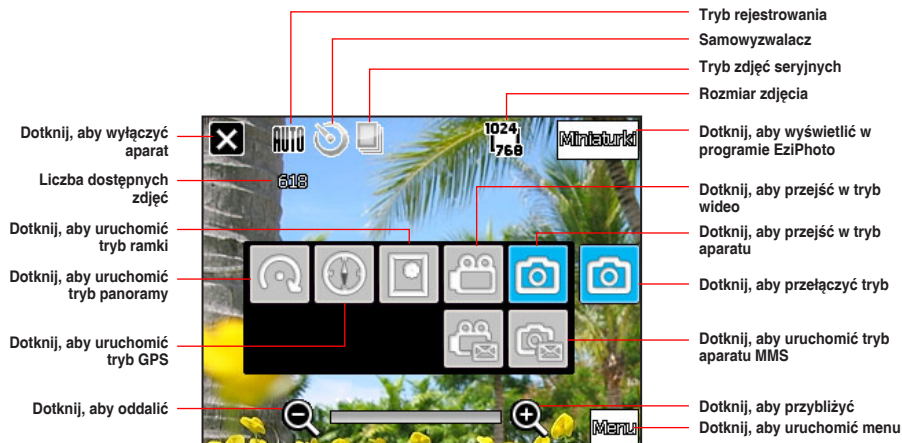 Tryb rejestrowania
Samowyzwalacz
Tryb zdjęć seryjnych
Rozmiar zdjęcia
Dotknij, aby wyłączyć
aparat
AUTO
1024
768
Miniaturki
Dotknij, aby wyświetlić w
programie EziPhoto
Liczba dostępnych
zdjęć
618
Dotknij, aby przejść w tryb
wideo
Dotknij, aby uruchomić
tryb ramki
Dotknij, aby przejść w tryb
aparatu
Dotknij, aby uruchomić
tryb panoramy
Dotknij, aby przełączyć tryb
Dotknij, aby uruchomić
tryb GPS
Dotknij, aby uruchomić tryb
aparatu MMS
Dotknij, aby oddalić
Dotknij, aby przybliżyć
Menu
Dotknij, aby uruchomić menu